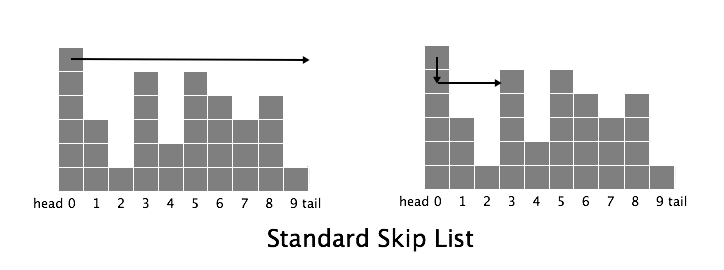 head 0 1 2 3 4 5 6 7 8 9 tail
head 0 1 2 3 4 5 6 7 8 9 tail
Standard Skip List